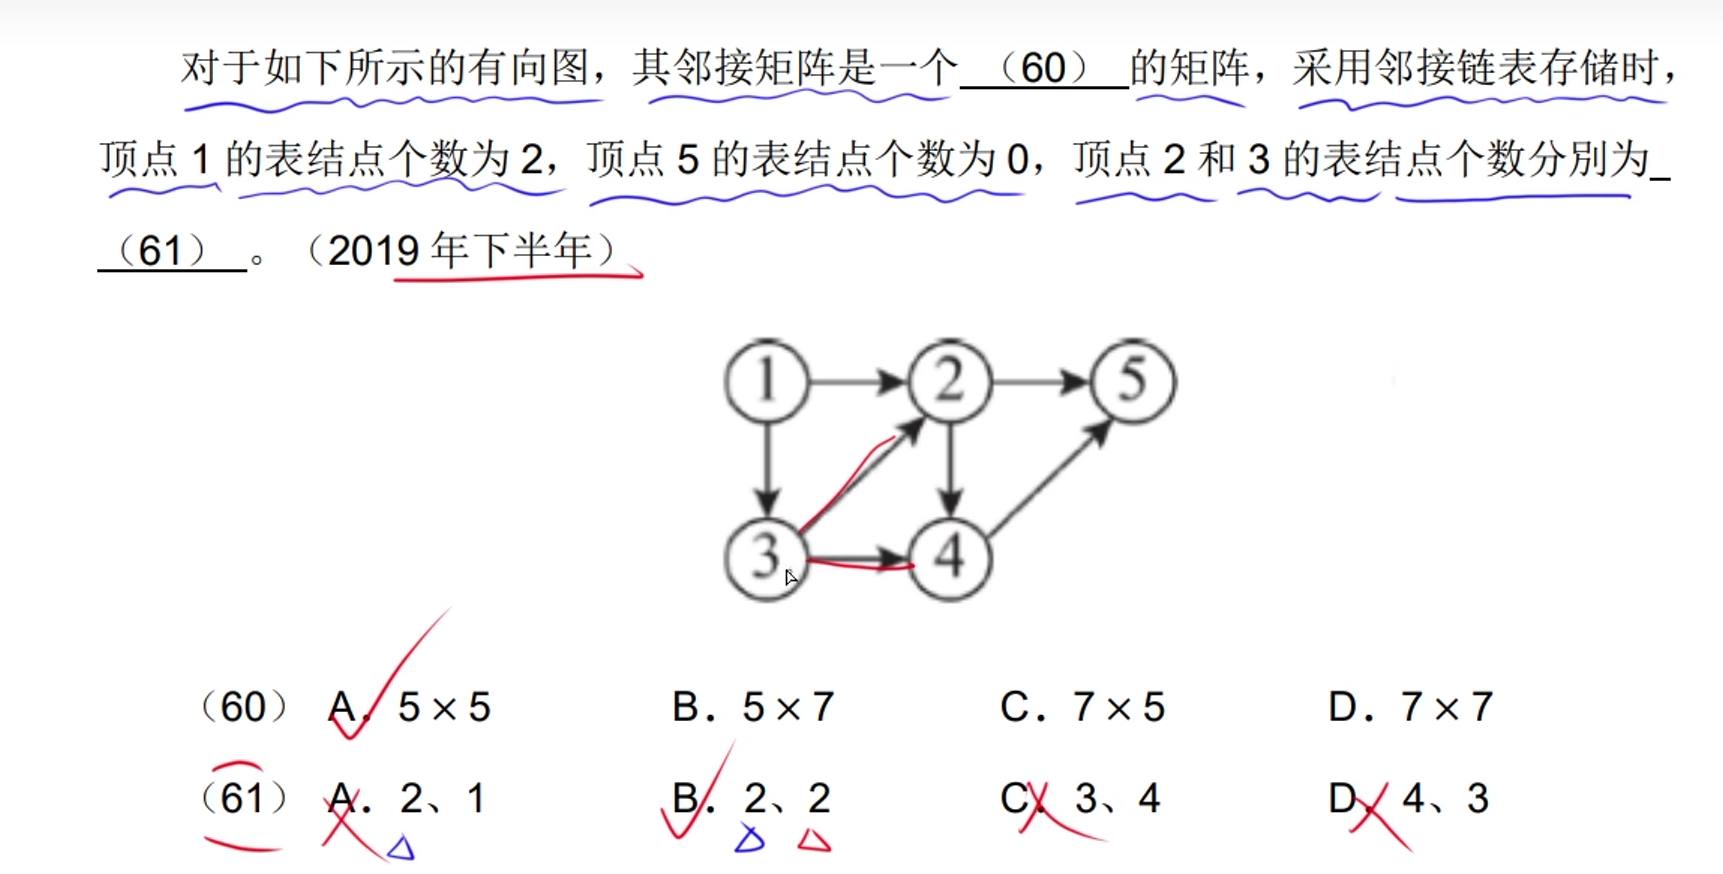 对于如下所示的有向图，其邻接矩阵是一个 （60） 的矩阵，采用邻接链表存储时，
顶点 1 的表结点个数为 2，顶点 5 的表结点个数为 0，顶点 2 和 3 的表结点个数分别为
（61） 。（2019 年下半年）
1 2 5
3 4
（60） A. 5×5 B. 5×7 C. 7×5 D. 7×7
（61） A. 2、1 B. 2、2 C. 3、4 D. 4、3